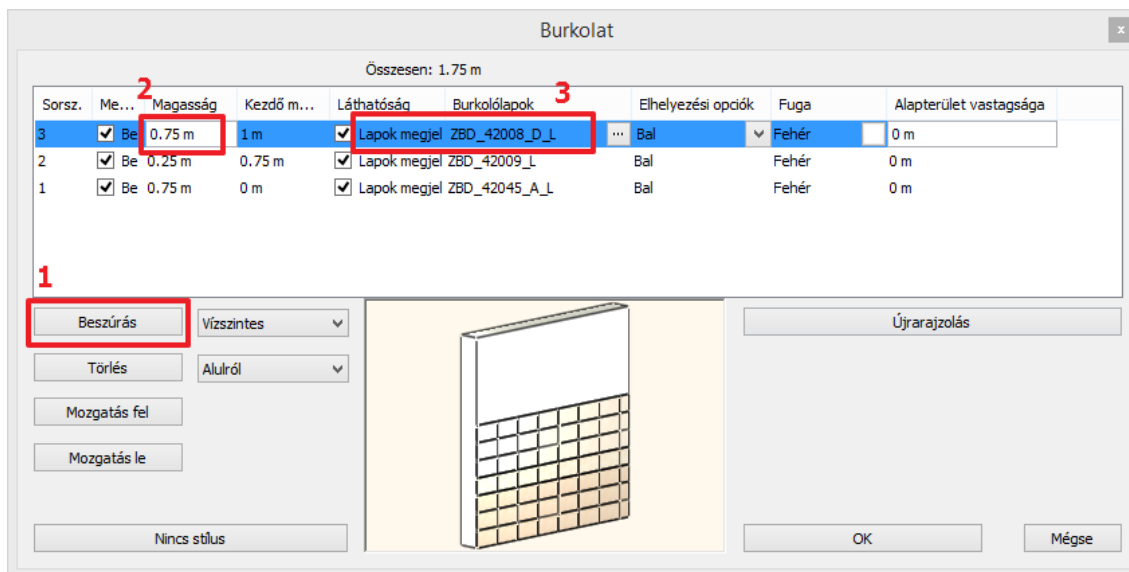 Burkolat
x
Összesen: 1.75 m
2
3
Sorsz. Me... Magasság Kezdő m... Láthatóság Burkolólapok Elhelyezési opciók Fuga Alapterület vastagsága
3 Be 0.75 m 1 m Lapok megjel ZBD_42008_D_L ... Bal Fehér 0 m
2 Be 0.25 m 0.75 m Lapok megjel ZBD_42009_L Bal Fehér 0 m
1 Be 0.75 m 0 m Lapok megjel ZBD_42045_A_L Bal Fehér 0 m
1
Beszúrás Vízszintes Újrarajzolás
Törlés Alulról
Mozgatás fel
Mozgatás le
Nincs stílus OK Mégse